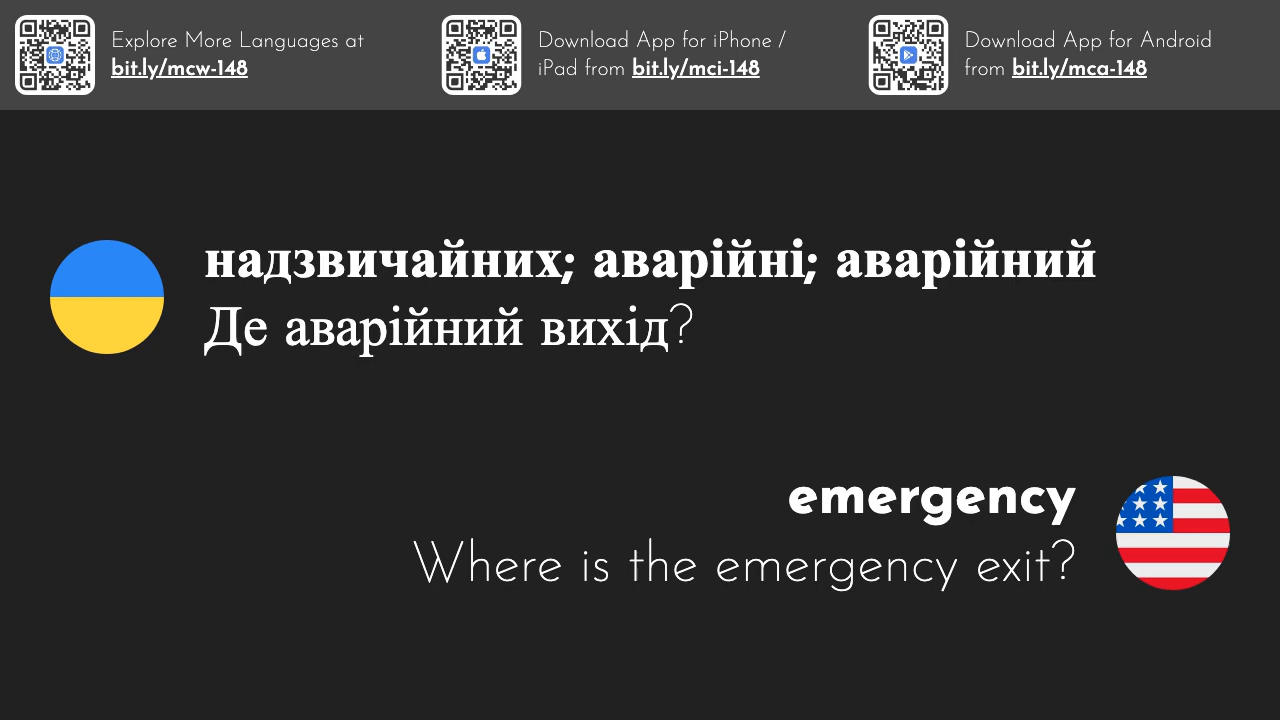 Explore More Languages at
bit.ly/mcw-148
Download App for iPhone /
iPad from bit.ly/mci-148
Download App for Android
from bit.ly/mca-148
надзвичайних; аварійні; аварійний
Де аварійний вихід?
emergency
Where is the emergency exit?